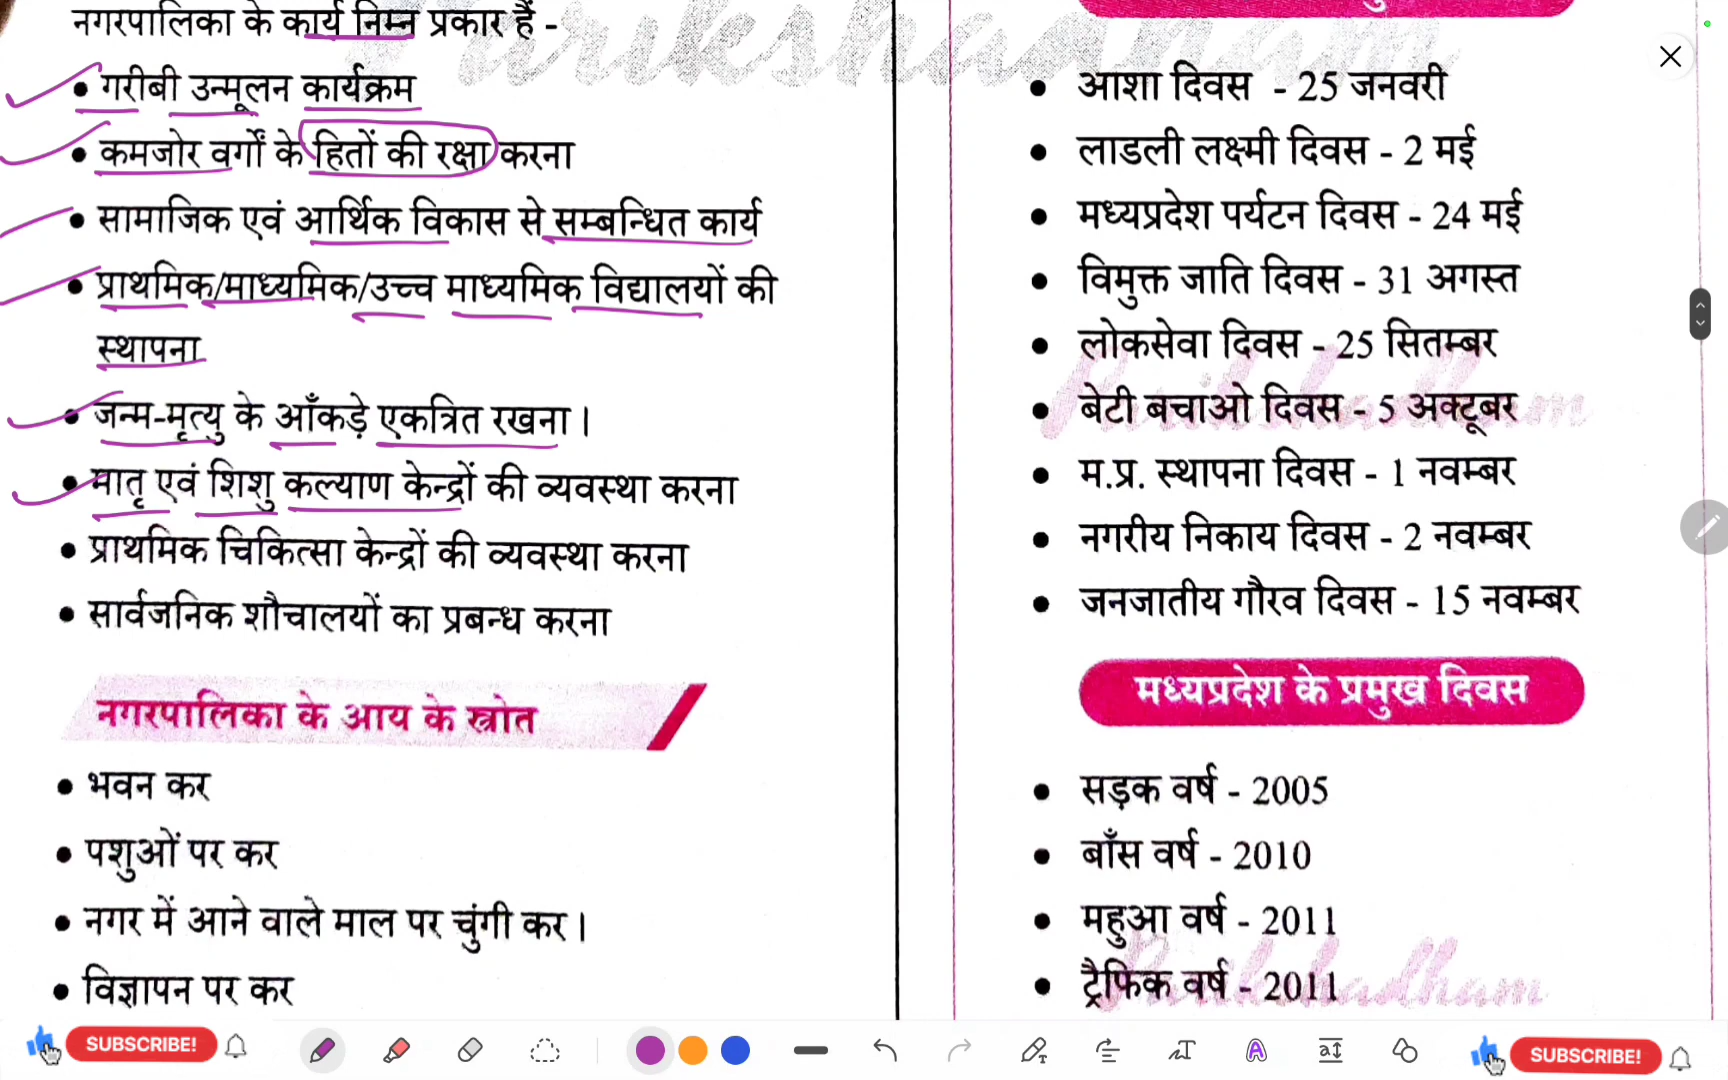 नगरपालिका के कार्य निम्न प्रकार हैं -
• गरीबी उन्मूलन कार्यक्रम
• कमजोर वर्गों के हितों की रक्षा करना
• सामाजिक एवं आर्थिक विकास से सम्बन्धित कार्य
• प्राथमिक/माध्यमिक/उच्च माध्यमिक विद्यालयों की
स्थापना
• जन्म-मृत्यु के आँकड़े एकत्रित रखना।
• मातृ एवं शिशु कल्याण केन्द्रों की व्यवस्था करना
• प्राथमिक चिकित्सा केन्द्रों की व्यवस्था करना
• सार्वजनिक शौचालयों का प्रबन्ध करना
नगरपालिका के आय के स्त्रोत
• भवन कर
• पशुओं पर कर
• नगर में आने वाले माल पर चुंगी कर।
• विज्ञापन पर कर
• आशा दिवस - 25 जनवरी
• लाडली लक्ष्मी दिवस - 2 मई
• मध्यप्रदेश पर्यटन दिवस - 24 मई
• विमुक्त जाति दिवस - 31 अगस्त
• लोकसेवा दिवस - 25 सितम्बर
• बेटी बचाओ दिवस - 5 अक्टूबर
• म.प्र. स्थापना दिवस - 1 नवम्बर
• नगरीय निकाय दिवस - 2 नवम्बर
• जनजातीय गौरव दिवस - 15 नवम्बर
मध्यप्रदेश के प्रमुख दिवस
• सड़क वर्ष - 2005
• बाँस वर्ष - 2010
• महुआ वर्ष - 2011
• ट्रैफिक वर्ष - 2011
SUBSCRIBE!
SUBSCRIBE!